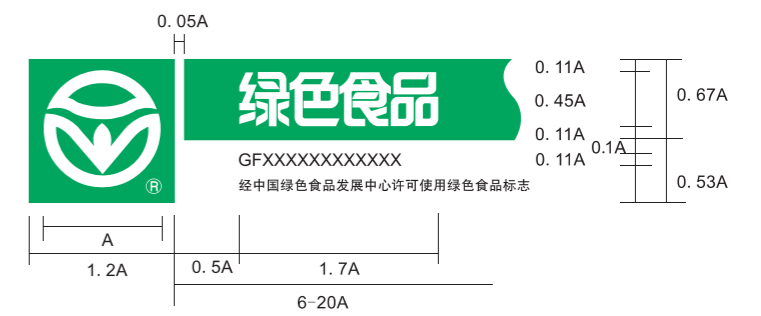 0.05A
绿色食品
®
GFXXXXXXXXXXXX
经中国绿色食品发展中心许可使用绿色食品标志
0.11A
0.45A
0.11A
0.1A
0.11A
0.67A
0.53A
A
1.2A
0.5A
1.7A
6-20A